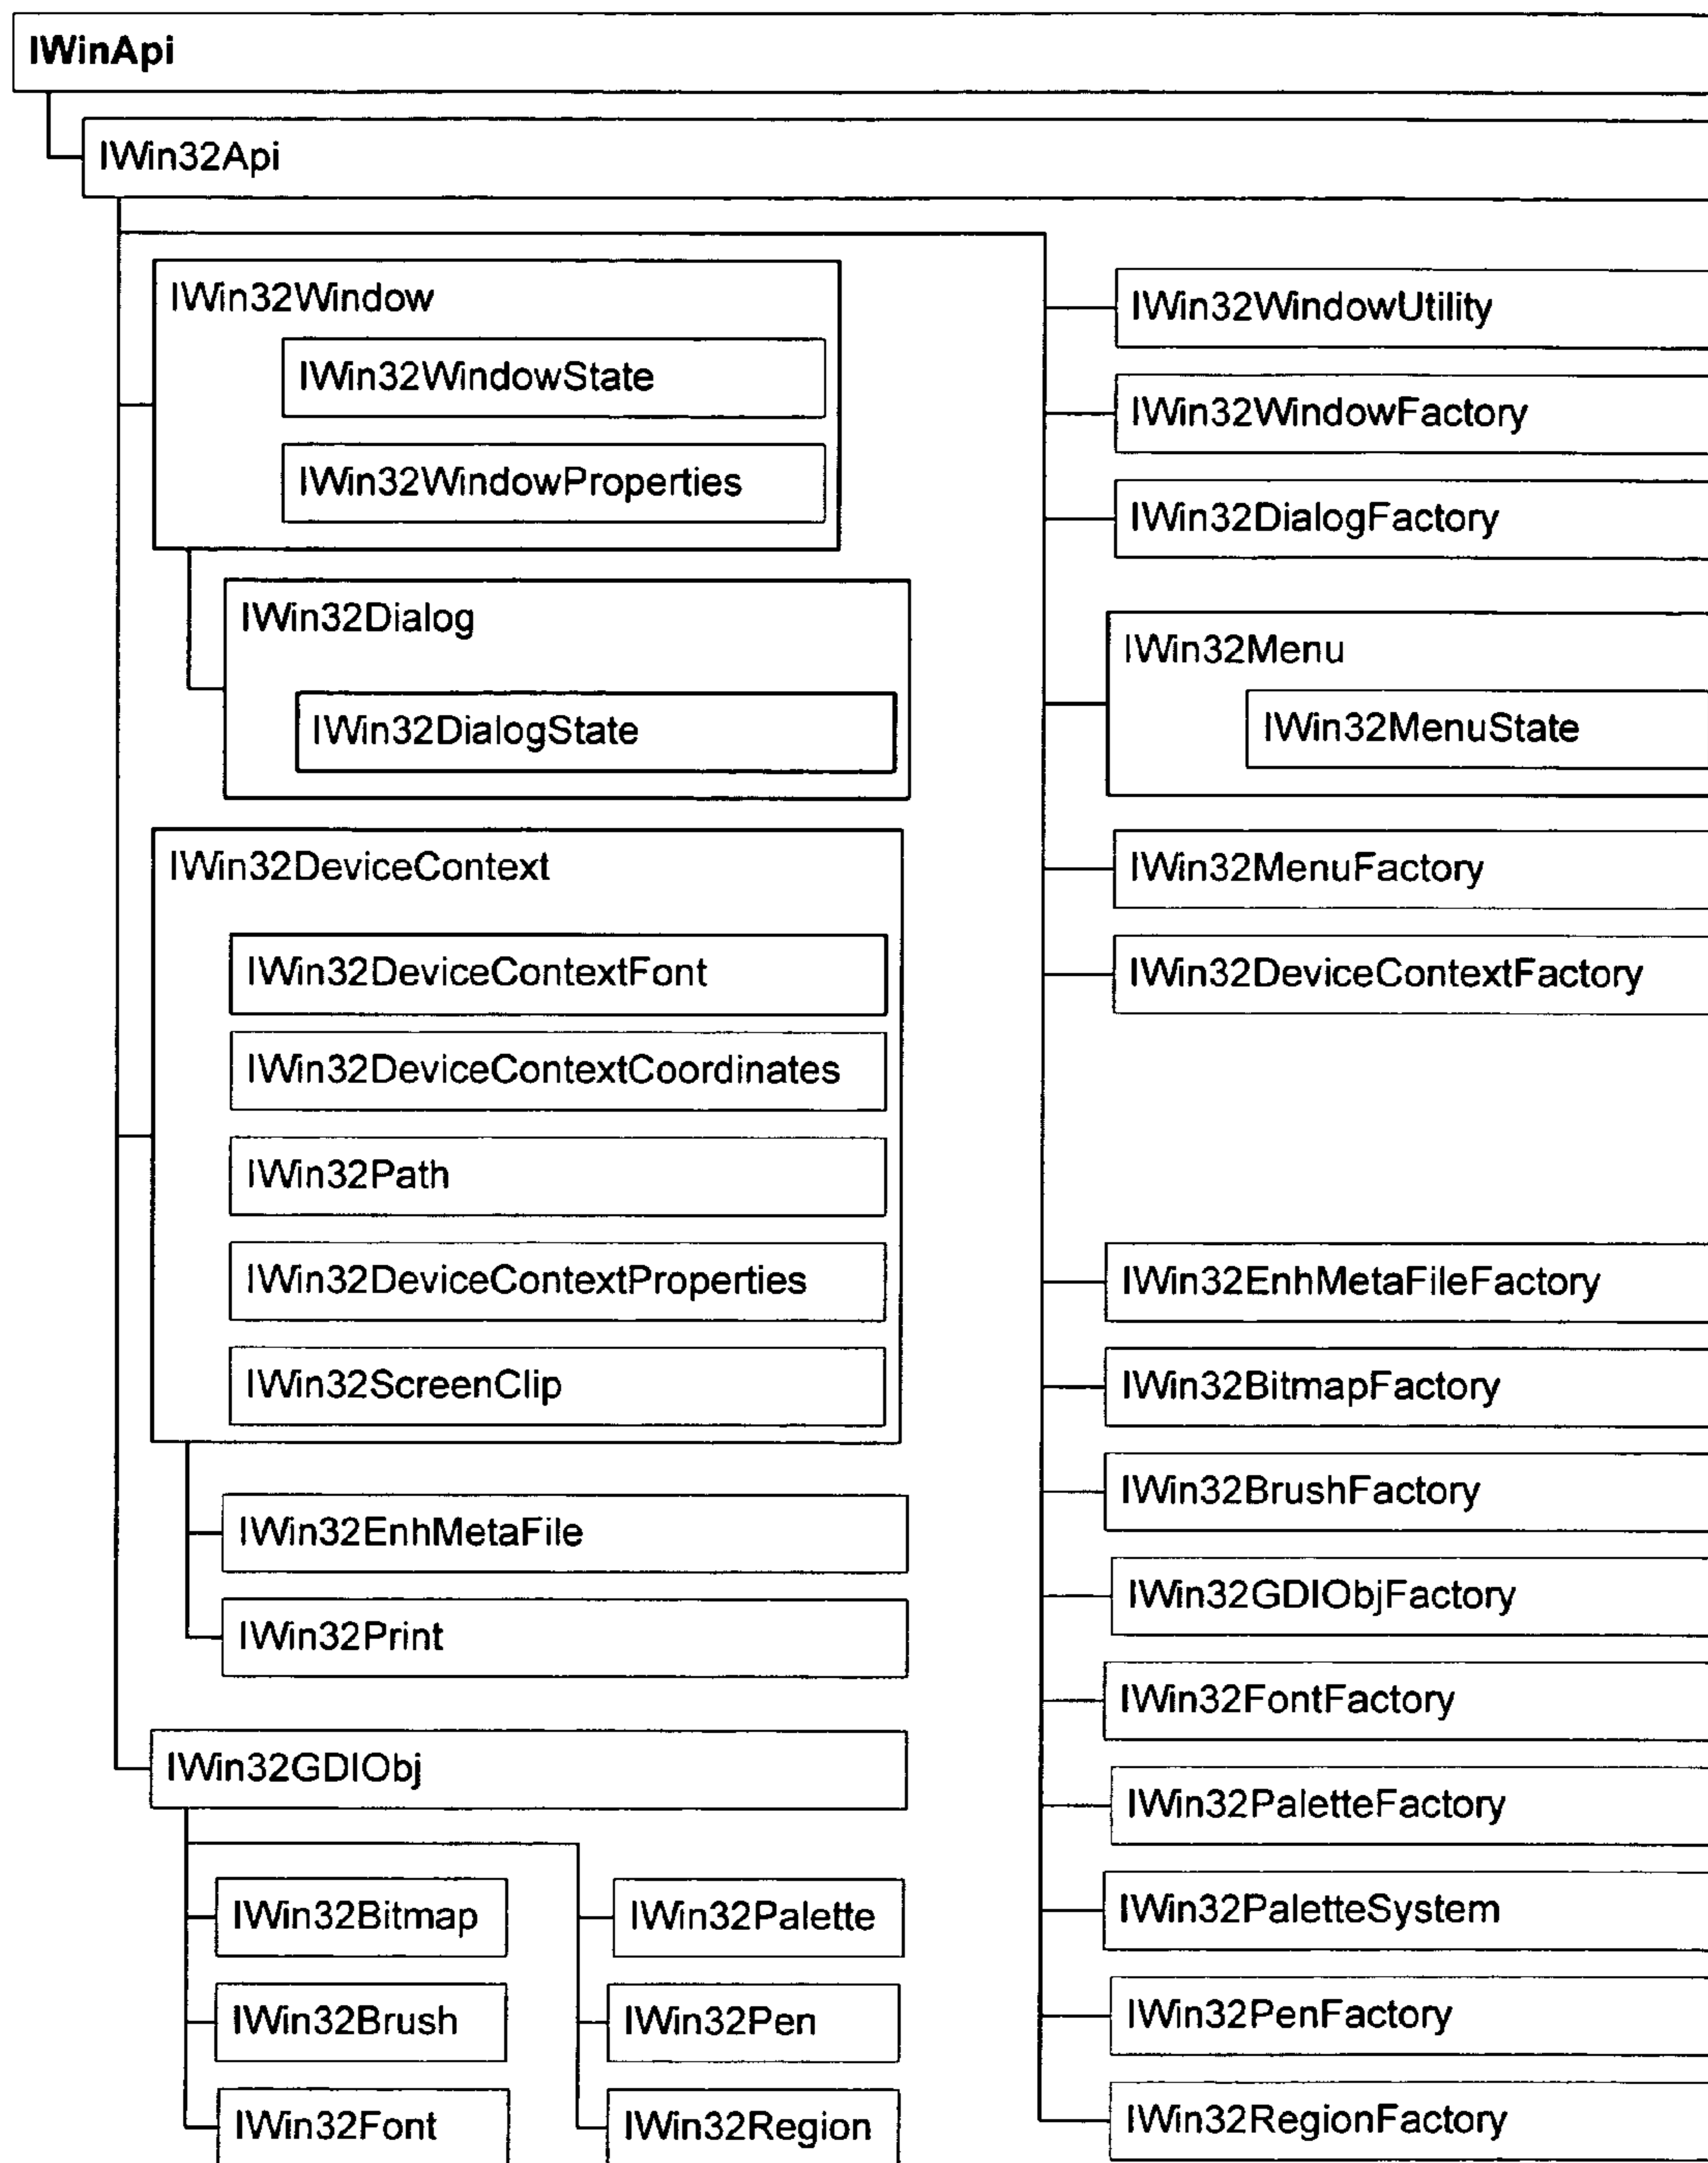 IWinApi
IWin32Api
IWin32Window
IWin32WindowState
IWin32WindowProperties
IWin32Dialog
IWin32DialogState
IWin32DeviceContext
IWin32DeviceContextFont
IWin32DeviceContextCoordinates
IWin32Path
IWin32DeviceContextProperties
IWin32ScreenClip
IWin32EnhMetaFile
IWin32Print
IWin32GDIObj
IWin32Bitmap
IWin32Brush
IWin32Font
IWin32Palette
IWin32Pen
IWin32Region
IWin32WindowUtility
IWin32WindowFactory
IWin32DialogFactory
IWin32Menu
IWin32MenuState
IWin32MenuFactory
IWin32DeviceContextFactory
IWin32EnhMetaFileFactory
IWin32BitmapFactory
IWin32BrushFactory
IWin32GDIObjFactory
IWin32FontFactory
IWin32PaletteFactory
IWin32PaletteSystem
IWin32PenFactory
IWin32RegionFactory